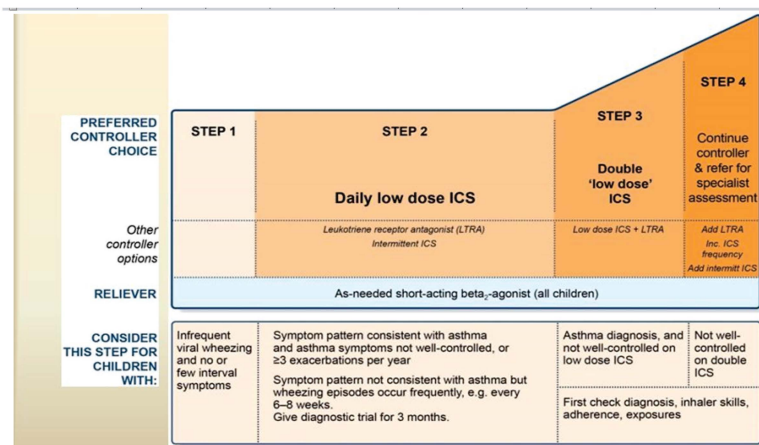 PREFERRED
CONTROLLER
CHOICE
STEP 1
STEP 2
Daily low dose ICS
STEP 3
Double
‘low dose’
ICS
STEP 4
Continue
controller
& refer for
specialist
assessment
Other
controller
options
Leukotriene receptor antagonist (LTRA)
Intermittent ICS
Low dose ICS + LTRA
Add LTRA
Inc. ICS
frequency
Add intermitt ICS
RELIEVER
As-needed short-acting beta₂-agonist (all children)
CONSIDER
THIS STEP FOR
CHILDREN
WITH:
Infrequent
viral wheezing
and no or
few interval
symptoms
Symptom pattern consistent with asthma
and asthma symptoms not well-controlled, or
≥3 exacerbations per year
Symptom pattern not consistent with asthma but
wheezing episodes occur frequently, e.g. every
6–8 weeks.
Give diagnostic trial for 3 months.
Asthma diagnosis, and
not well-controlled on
low dose ICS
Not well-
controlled
on double
ICS
First check diagnosis, inhaler skills,
adherence, exposures